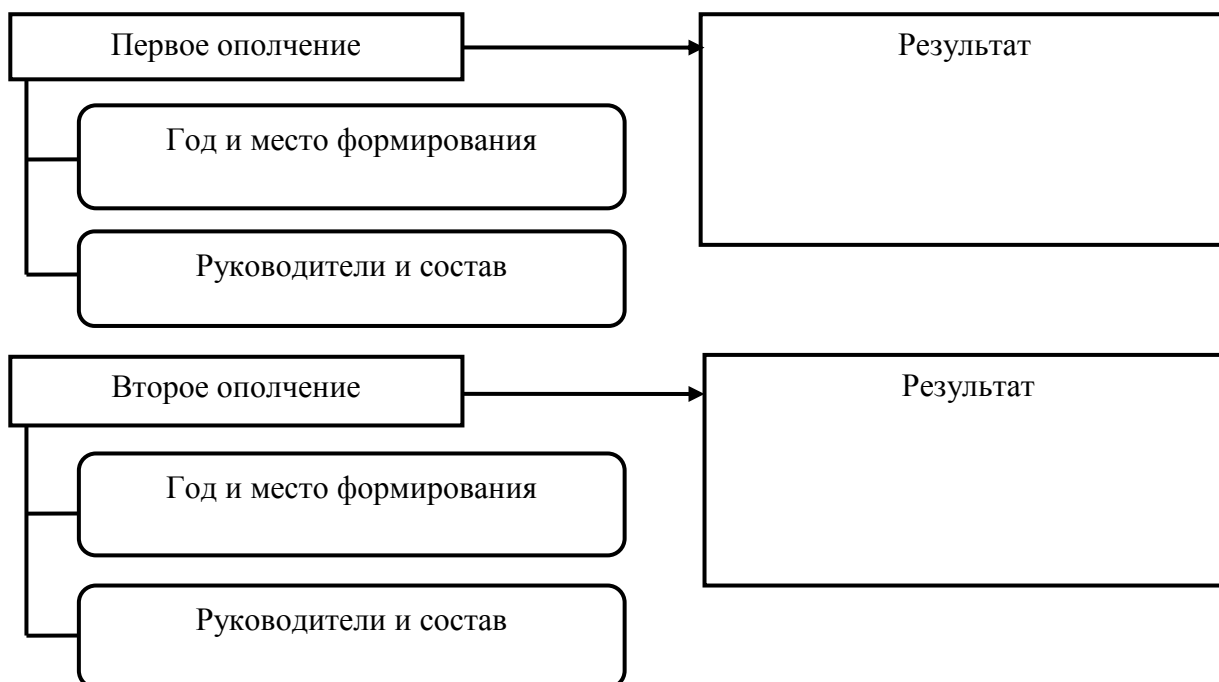 Первое ополчение
Результат
Год и место формирования
Руководители и состав
Второе ополчение
Результат
Год и место формирования
Руководители и состав